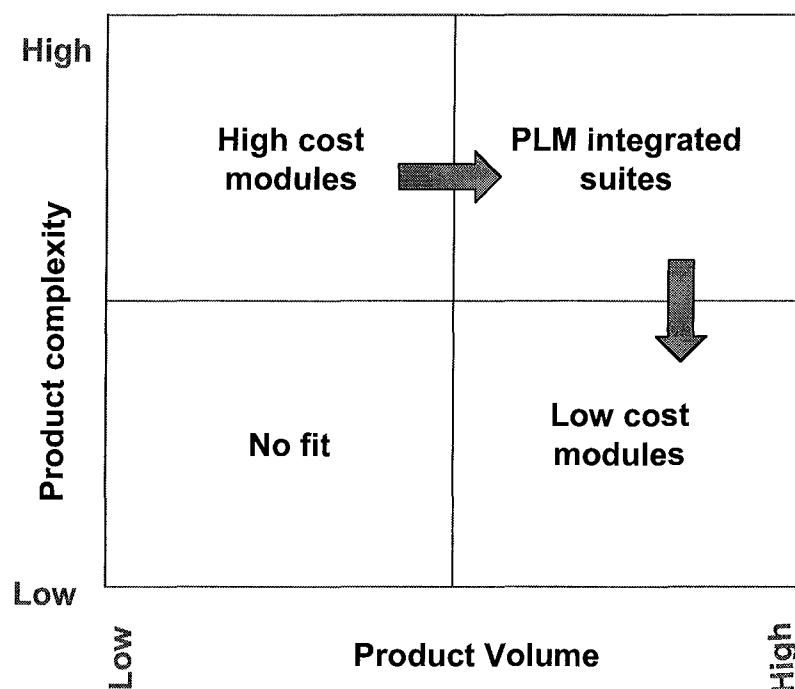 High
High cost
modules
PLM integrated
suites
Product complexity
No fit
Low cost
modules
Low
Low
Product Volume
High